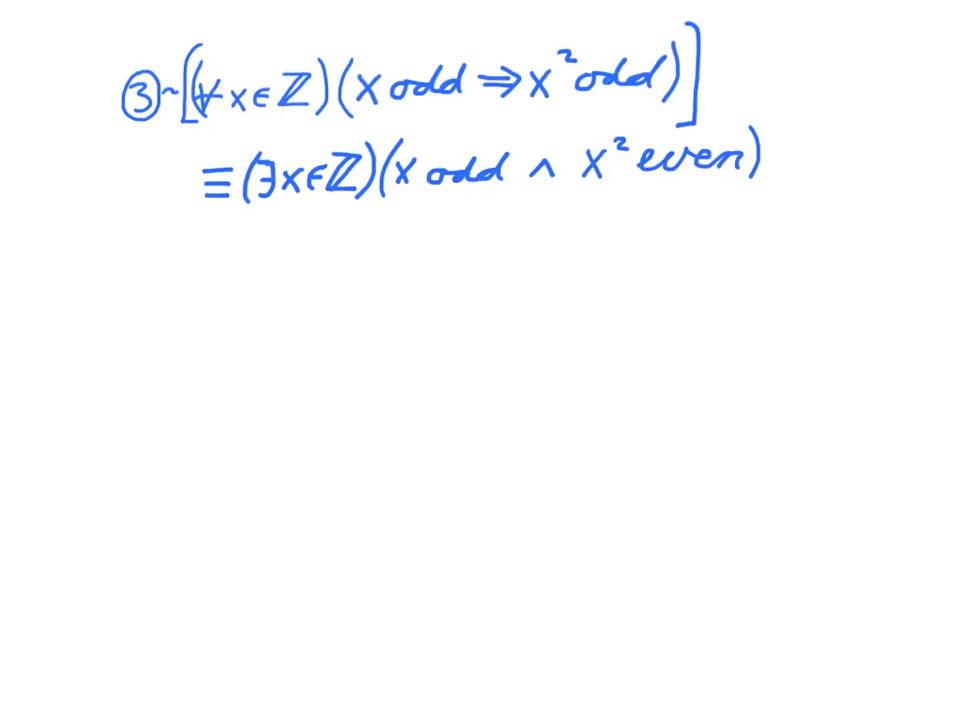 ③ ~[(∀x∈ℤ)(x odd ⇒ x² odd)]
≡ (∃x∈ℤ)(x odd ∧ x² even)